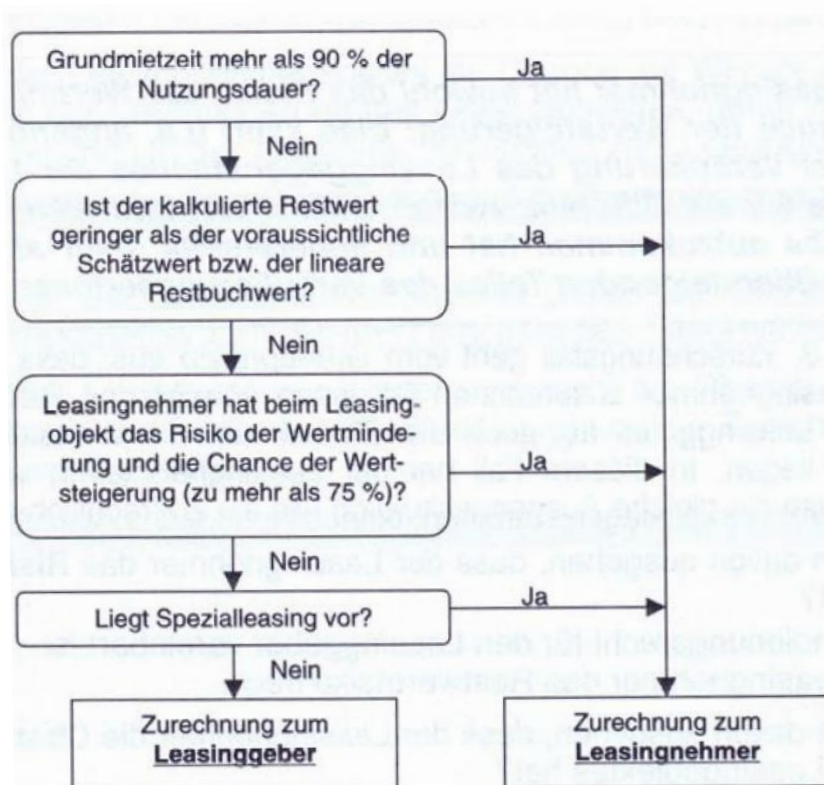 Grundmietzeit mehr als 90 % der
Nutzungsdauer?
Ja
Nein
Ist der kalkulierte Restwert
geringer als der voraussichtliche
Schätzwert bzw. der lineare
Restbuchwert?
Ja
Nein
Leasingnehmer hat beim Leasing-
objekt das Risiko der Wertminde-
rung und die Chance der Wert-
steigerung (zu mehr als 75 %)?
Ja
Nein
Liegt Spezialleasing vor?
Ja
Nein
Zurechnung zum
Leasinggeber
Zurechnung zum
Leasingnehmer